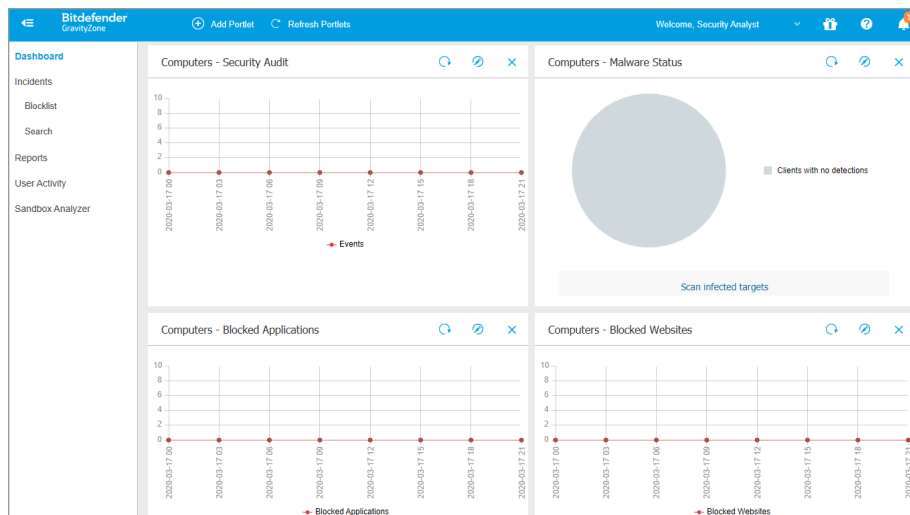 Bitdefender
GravityZone
Add Portlet
Refresh Portlets
Welcome, Security Analyst
Dashboard
Incidents
Blocklist
Search
Reports
User Activity
Sandbox Analyzer
Computers - Security Audit
10
8
6
4
2
0
2020-03-17 00
2020-03-17 03
2020-03-17 06
2020-03-17 09
2020-03-17 12
2020-03-17 15
2020-03-17 18
2020-03-17 21
Events
Computers - Malware Status
Clients with no detections
Scan infected targets
Computers - Blocked Applications
10
8
6
4
2
0
2020-03-17 00
2020-03-17 03
2020-03-17 06
2020-03-17 09
2020-03-17 12
2020-03-17 15
2020-03-17 18
2020-03-17 21
Blocked Applications
Computers - Blocked Websites
10
8
6
4
2
0
2020-03-17 00
2020-03-17 03
2020-03-17 06
2020-03-17 09
2020-03-17 12
2020-03-17 15
2020-03-17 18
2020-03-17 21
Blocked Websites